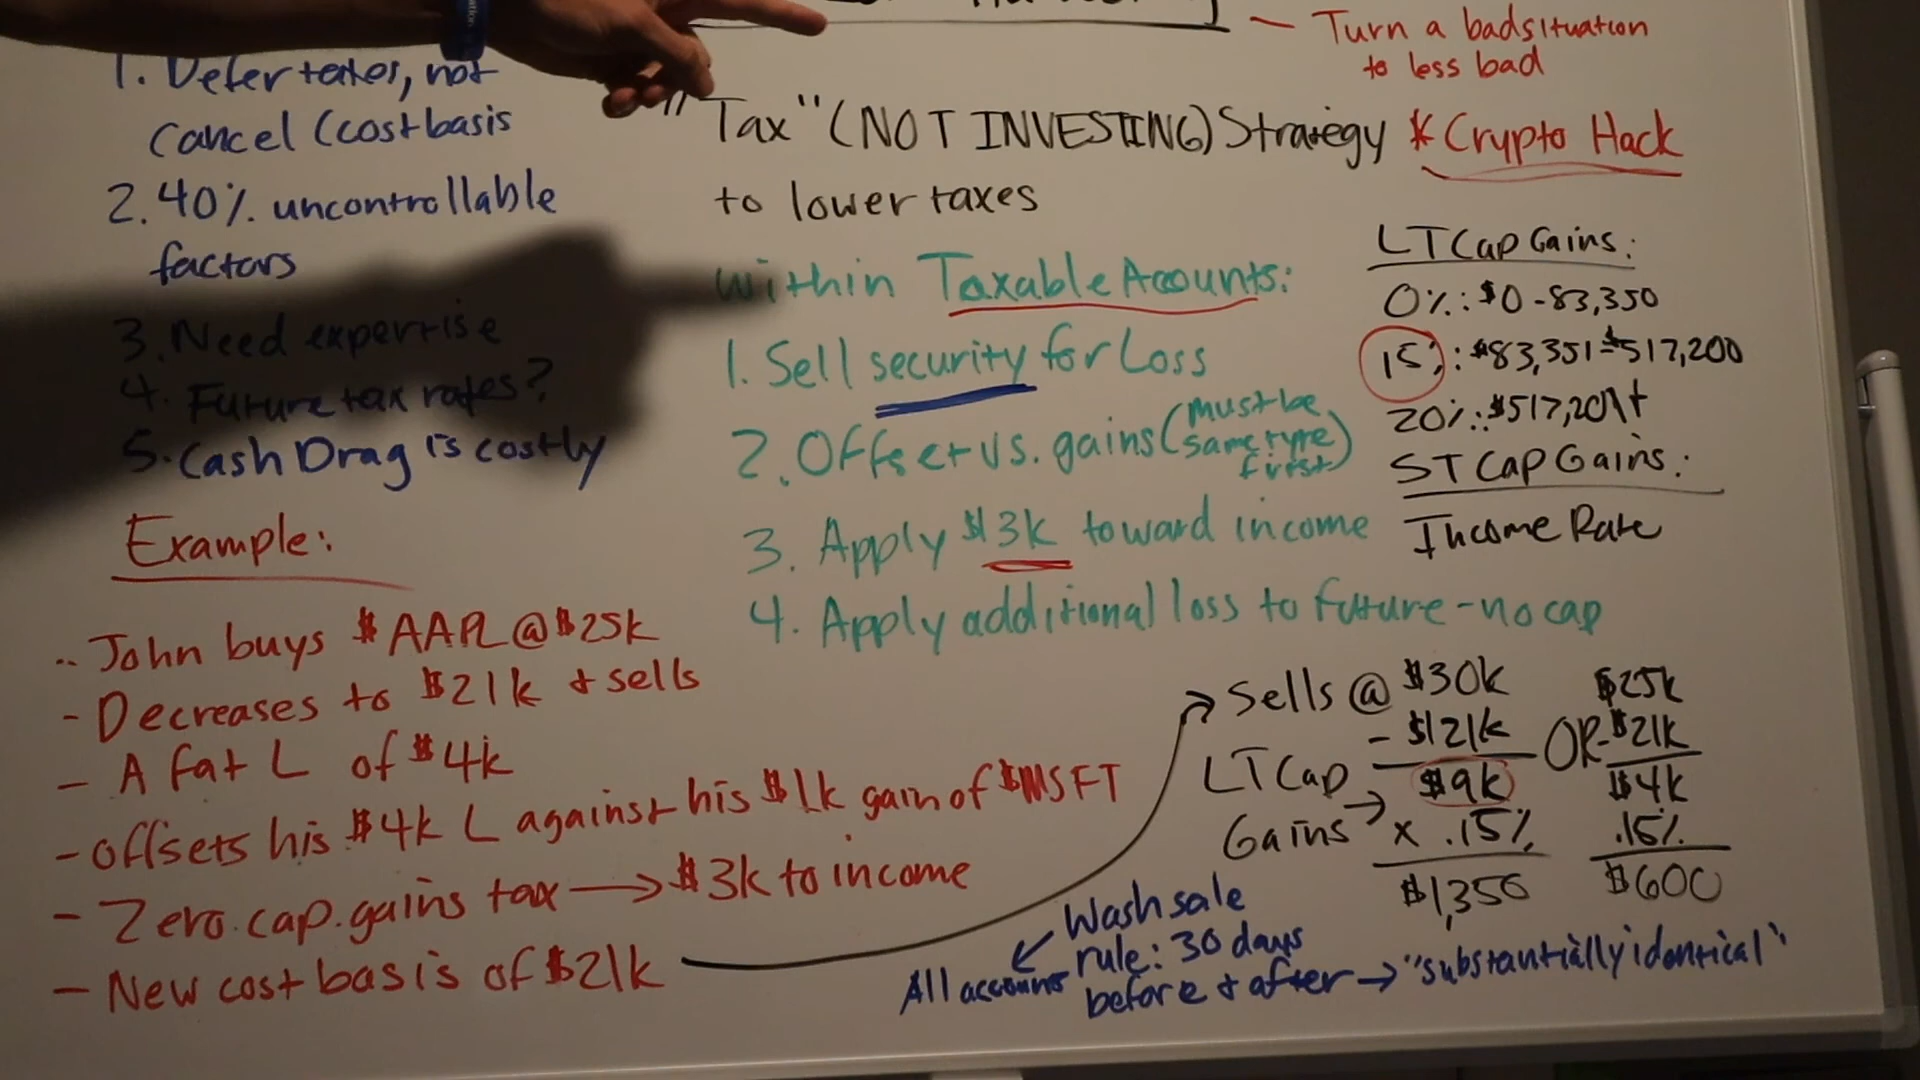 1. Defer taxes, not
Cancel (cost basis
2. 40% uncontrollable
factors
3. Need expertise
4. Future tax rates?
5. Cash Drag is costly
Example:
- John buys $AAPL @ $25k
- Decreases to $21k + sells
- A fat L of $4k
- offsets his $4k L against his $1k gain of $MSFT
- Zero cap. gains tax → $3k to income
- New cost basis of $21k
- Turn a bad situation
to less bad
"Tax" (NOT INVESTING) Strategy * Crypto Hack
to lower taxes
within Taxable Accounts:
1. Sell security for Loss
2. Offset vs. gains (must be
same type
first)
3. Apply $3k toward income
4. Apply additional loss to future - no cap
LT Cap Gains:
0%: $0 - 83,350
15%: $83,351 - $517,200
20%: $517,201+
ST Cap Gains:
Income Rate
Sells @ $30k
- $21k
LT Cap
Gains → $9k
x .15%
$1,350
OR
$25k
- $21k
$4k
.15%
$600
Wash sale
rule: 30 days
before + after → "substantially identical"
All accounts